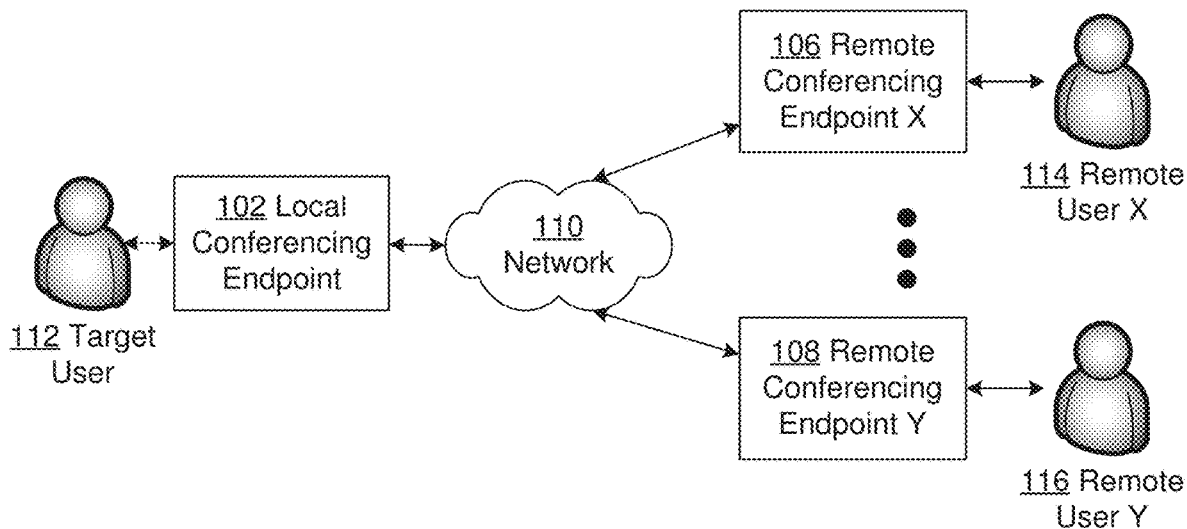 106 Remote
Conferencing
Endpoint X
114 Remote
User X
102 Local
Conferencing
Endpoint
110
Network
112 Target
User
108 Remote
Conferencing
Endpoint Y
116 Remote
User Y